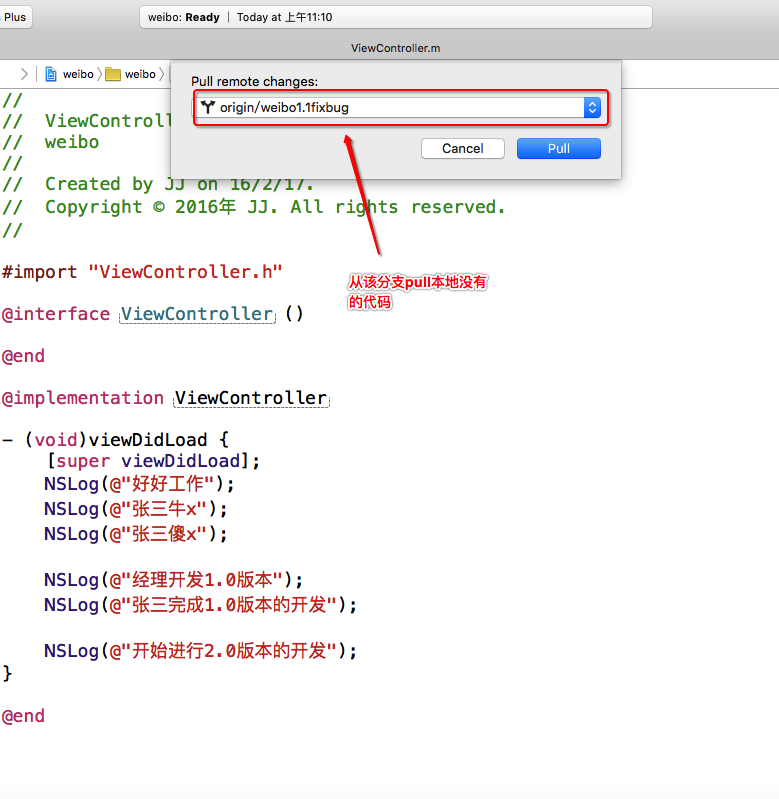 Plus
weibo: Ready | Today at 上午11:10
ViewController.m
weibo
weibo
Pull remote changes:
origin/weibo1.1fixbug
Cancel
Pull
从该分支pull本地没有
的代码
//
//  ViewControll
//  weibo
//
//  Created by JJ on 16/2/17.
//  Copyright © 2016年 JJ. All rights reserved.
//
#import "ViewController.h"
@interface ViewController ()
@end
@implementation ViewController
- (void)viewDidLoad {
[super viewDidLoad];
NSLog(@"好好工作");
NSLog(@"张三牛x");
NSLog(@"张三傻x");
NSLog(@"经理开发1.0版本");
NSLog(@"张三完成1.0版本的开发");
NSLog(@"开始进行2.0版本的开发");
}
@end